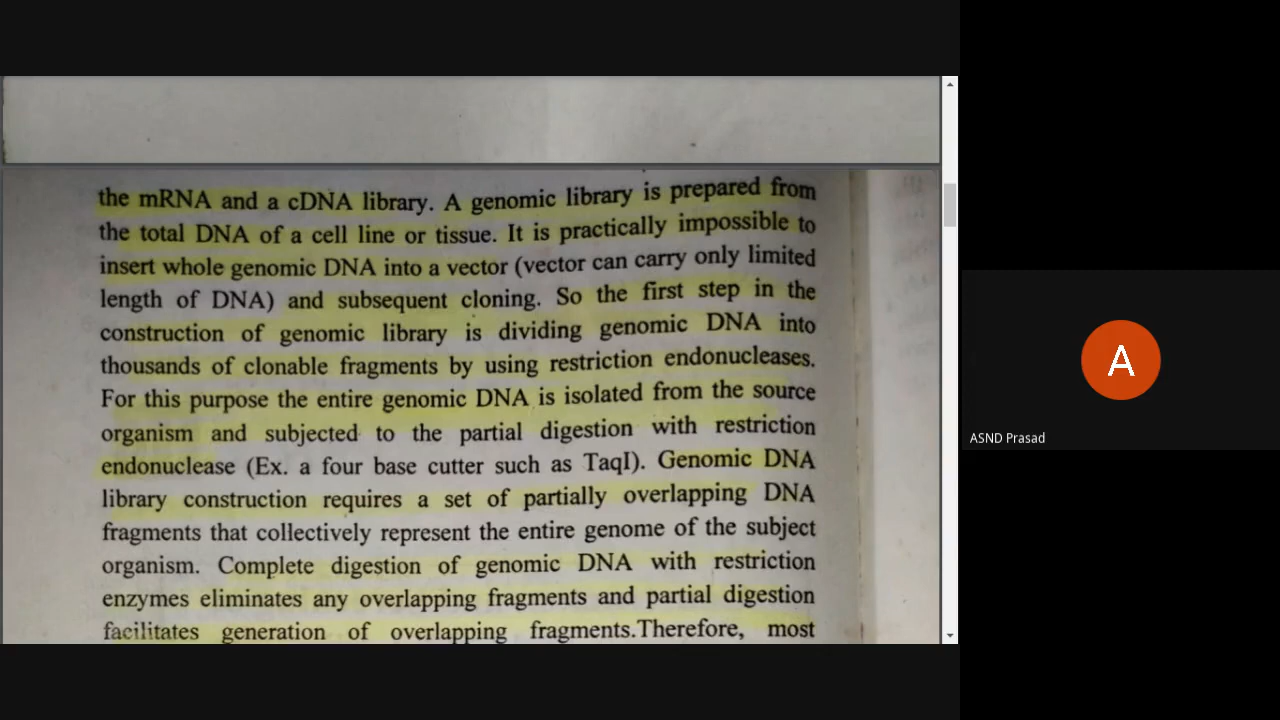 the mRNA and a cDNA library. A genomic library is prepared from
the total DNA of a cell line or tissue. It is practically impossible to
insert whole genomic DNA into a vector (vector can carry only limited
length of DNA) and subsequent cloning. So the first step in the
construction of genomic library is dividing genomic DNA into
thousands of clonable fragments by using restriction endonucleases.
For this purpose the entire genomic DNA is isolated from the source
organism and subjected to the partial digestion with restriction
endonuclease (Ex. a four base cutter such as TaqI). Genomic DNA
library construction requires a set of partially overlapping DNA
fragments that collectively represent the entire genome of the subject
organism. Complete digestion of genomic DNA with restriction
enzymes eliminates any overlapping fragments and partial digestion
facilitates generation of overlapping fragments.Therefore, most
A
ASND Prasad